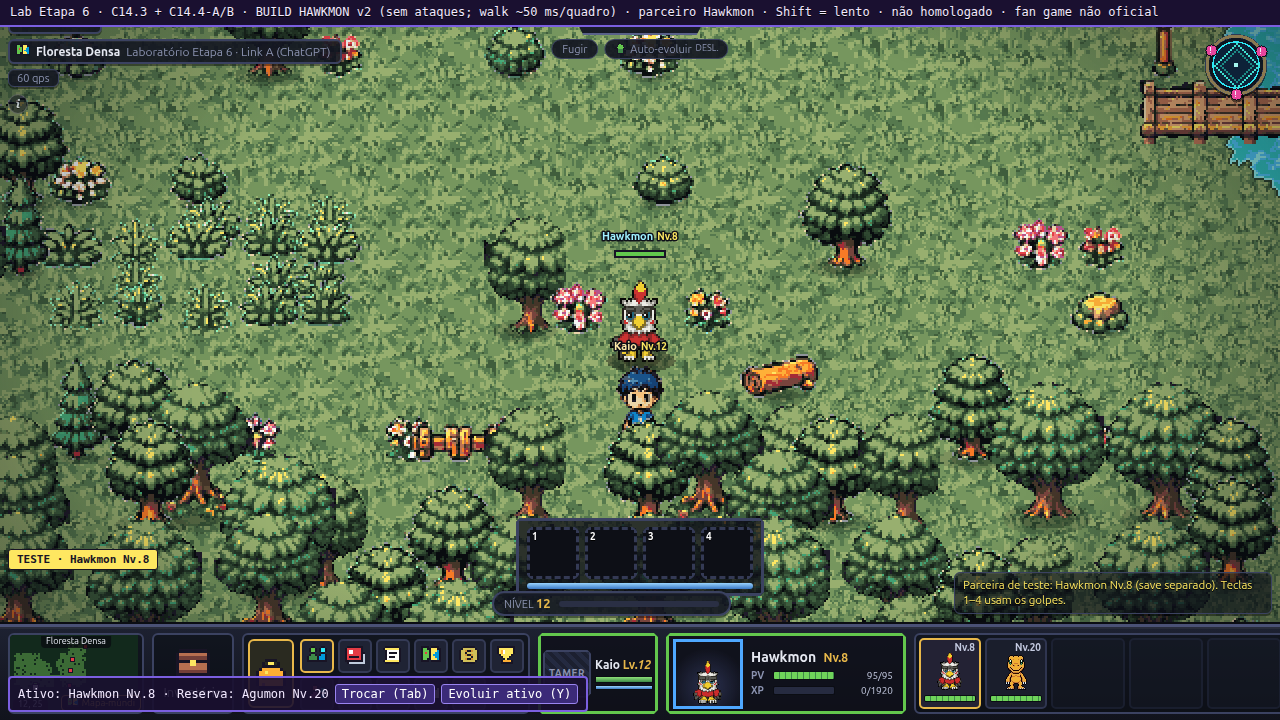 Lab Etapa 6 · C14.3 + C14.4-A/B · BUILD HAWKMON v2 (sem ataques; walk ~50 ms/quadro) · parceiro Hawkmon · Shift = lento · não homologado · fan game não oficial
Floresta Densa Laboratório Etapa 6 · Link A (ChatGPT)
Fugir
Auto-evoluir DESL.
60 qps
i
Hawkmon Nv.8
Kaio Nv.12
TESTE · Hawkmon Nv.8
1 2 3 4
NÍVEL 12
Parceira de teste: Hawkmon Nv.8 (save separado). Teclas
1–4 usam os golpes.
Floresta Densa
TAMER
Kaio Lv.12
Hawkmon Nv.8
PV 95/95
XP 0/1920
Nv.8
Nv.20
Ativo: Hawkmon Nv.8 · Reserva: Agumon Nv.20 Trocar (Tab) Evoluir ativo (Y)